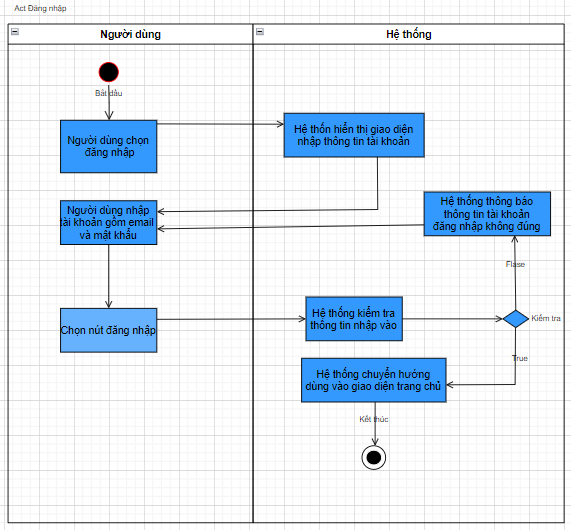 Act Đăng nhập
Người dùng
Hệ thống
Bắt đầu
Người dùng chọn
đăng nhập
Hệ thốn hiển thị giao diện
nhập thông tin tài khoản
Người dùng nhập
tài khoản gồm email
và mật khẩu
Hệ thống thông báo
thông tin tài khoản
đăng nhập không đúng
Flase
Chọn nút đăng nhập
Hệ thống kiểm tra
thông tin nhập vào
Kiểm tra
True
Hệ thống chuyển hướng
dùng vào giao diện trang chủ
Kết thúc